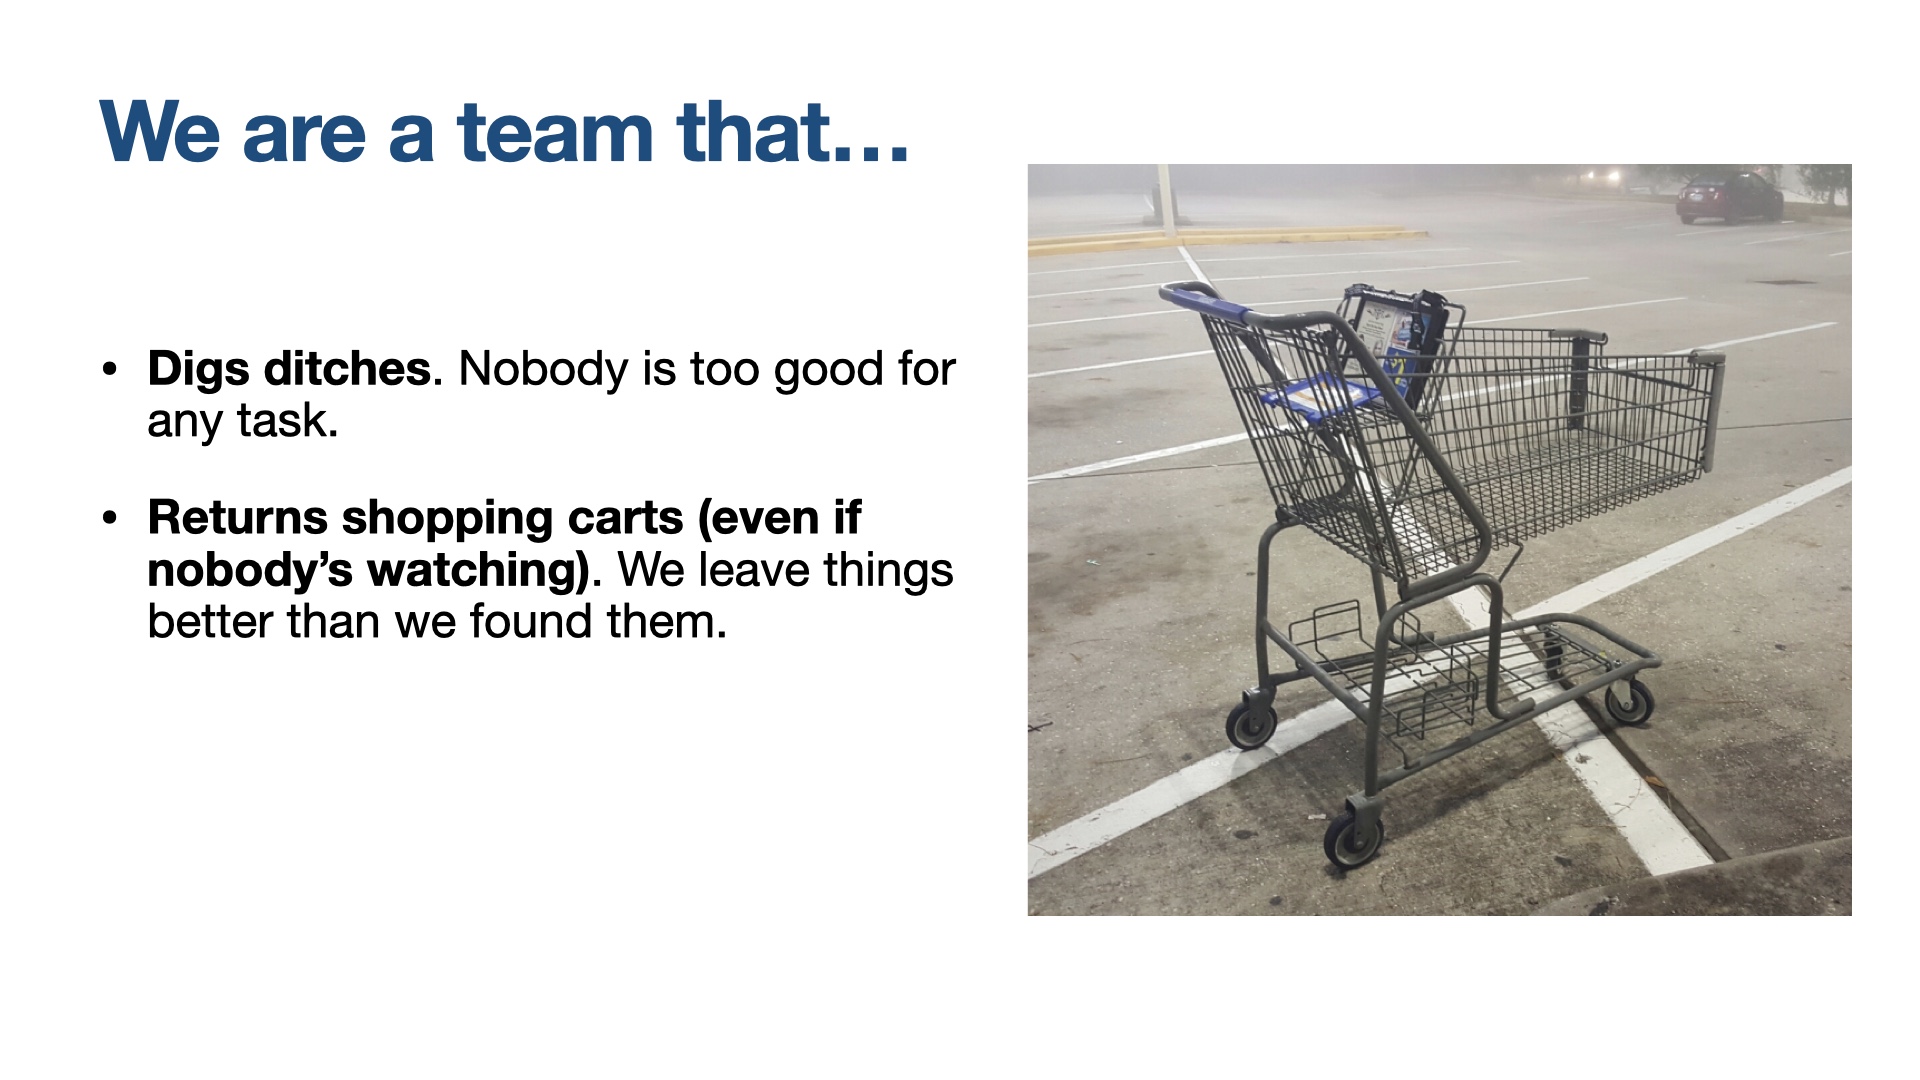 We are a team that…
• Digs ditches. Nobody is too good for
any task.
• Returns shopping carts (even if
nobody’s watching). We leave things
better than we found them.